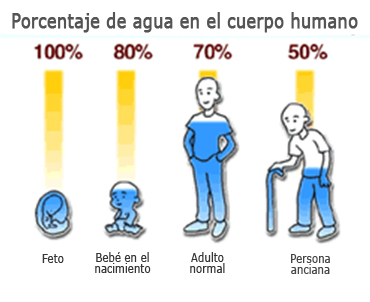 Porcentaje de agua en el cuerpo humano
100% 80% 70% 50%
Feto
Bebé en el
nacimiento
Adulto
normal
Persona
anciana